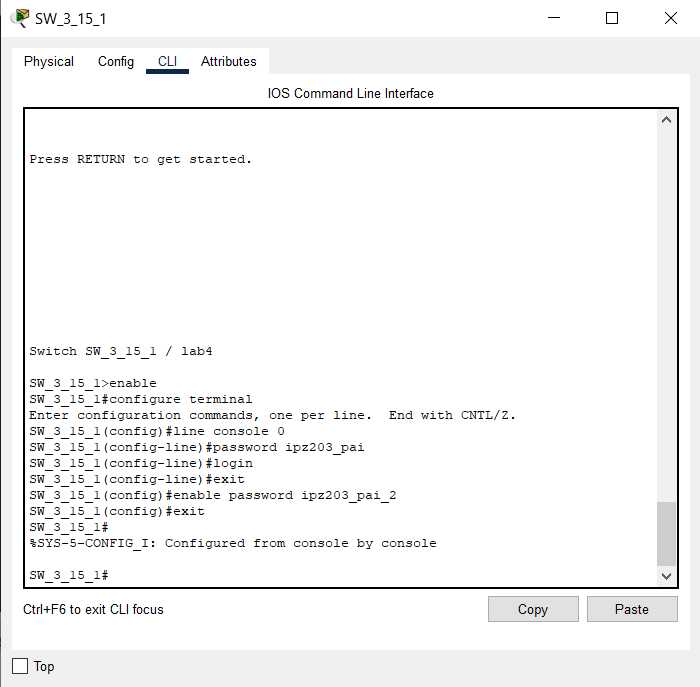 SW_3_15_1
Physical Config CLI Attributes
IOS Command Line Interface
Press RETURN to get started.
Switch SW_3_15_1 / lab4
SW_3_15_1>enable
SW_3_15_1#configure terminal
Enter configuration commands, one per line.  End with CNTL/Z.
SW_3_15_1(config)#line console 0
SW_3_15_1(config-line)#password ipz203_pai
SW_3_15_1(config-line)#login
SW_3_15_1(config-line)#exit
SW_3_15_1(config)#enable password ipz203_pai_2
SW_3_15_1(config)#exit
SW_3_15_1#
%SYS-5-CONFIG_I: Configured from console by console
SW_3_15_1#
Ctrl+F6 to exit CLI focus
Copy Paste
Top